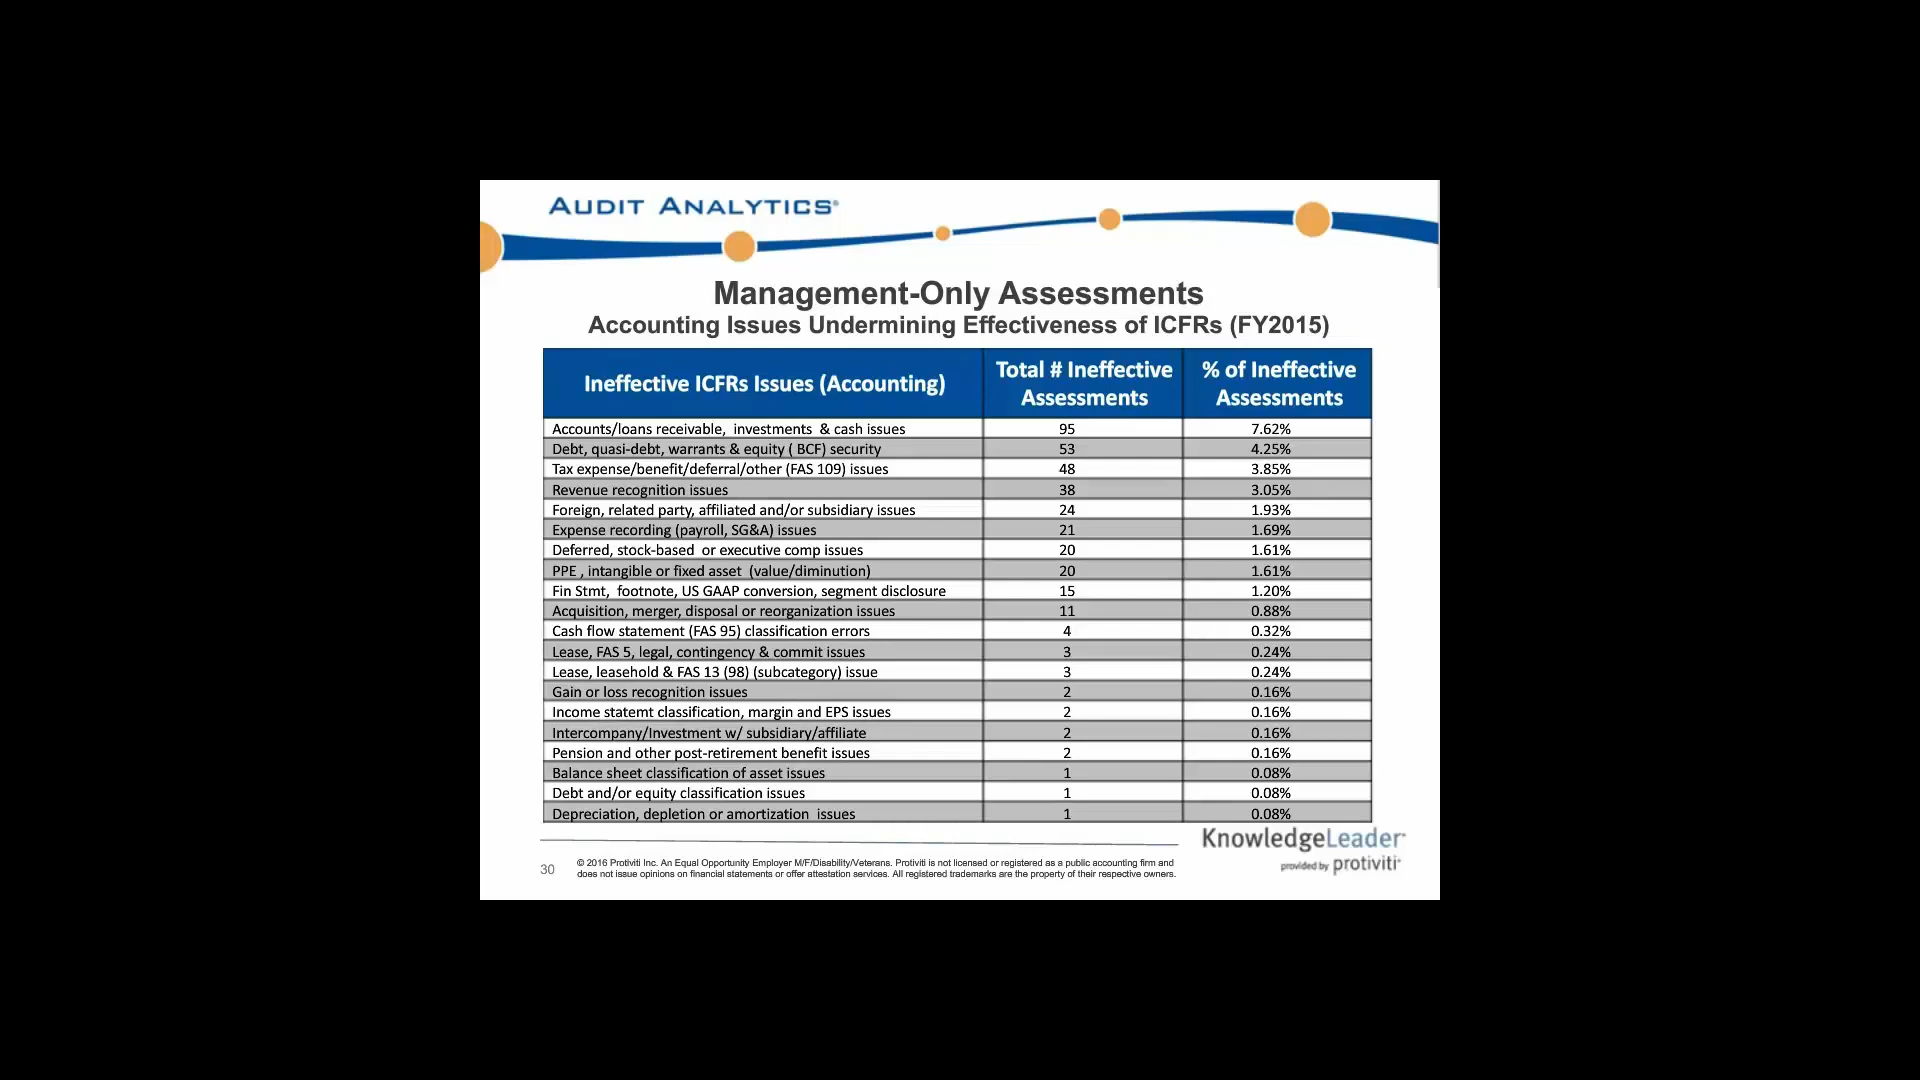 AUDIT ANALYTICS®
Management-Only Assessments
Accounting Issues Undermining Effectiveness of ICFRs (FY2015)
Ineffective ICFRs Issues (Accounting) Total # Ineffective Assessments % of Ineffective Assessments
Accounts/loans receivable, investments & cash issues 95 7.62%
Debt, quasi-debt, warrants & equity ( BCF) security 53 4.25%
Tax expense/benefit/deferral/other (FAS 109) issues 48 3.85%
Revenue recognition issues 38 3.05%
Foreign, related party, affiliated and/or subsidiary issues 24 1.93%
Expense recording (payroll, SG&A) issues 21 1.69%
Deferred, stock-based or executive comp issues 20 1.61%
PPE , intangible or fixed asset (value/diminution) 20 1.61%
Fin Stmt, footnote, US GAAP conversion, segment disclosure 15 1.20%
Acquisition, merger, disposal or reorganization issues 11 0.88%
Cash flow statement (FAS 95) classification errors 4 0.32%
Lease, FAS 5, legal, contingency & commit issues 3 0.24%
Lease, leasehold & FAS 13 (98) (subcategory) issue 3 0.24%
Gain or loss recognition issues 2 0.16%
Income statemt classification, margin and EPS issues 2 0.16%
Intercompany/Investment w/ subsidiary/affiliate 2 0.16%
Pension and other post-retirement benefit issues 2 0.16%
Balance sheet classification of asset issues 1 0.08%
Debt and/or equity classification issues 1 0.08%
Depreciation, depletion or amortization issues 1 0.08%
KnowledgeLeader
provided by protiviti
30
© 2016 Protiviti Inc. An Equal Opportunity Employer M/F/Disability/Veterans. Protiviti is not licensed or registered as a public accounting firm and
does not issue opinions on financial statements or offer attestation services. All registered trademarks are the property of their respective owners.